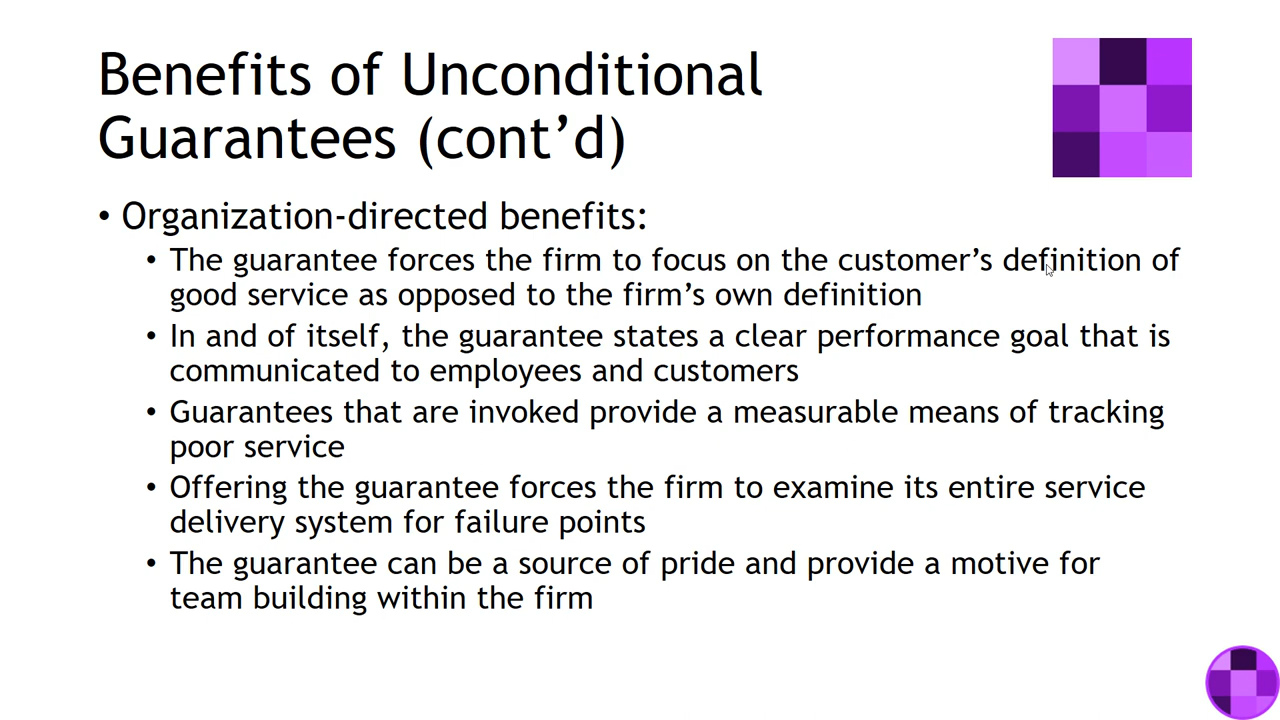 Benefits of Unconditional
Guarantees (cont’d)
• Organization-directed benefits:
• The guarantee forces the firm to focus on the customer’s definition of
good service as opposed to the firm’s own definition
• In and of itself, the guarantee states a clear performance goal that is
communicated to employees and customers
• Guarantees that are invoked provide a measurable means of tracking
poor service
• Offering the guarantee forces the firm to examine its entire service
delivery system for failure points
• The guarantee can be a source of pride and provide a motive for
team building within the firm